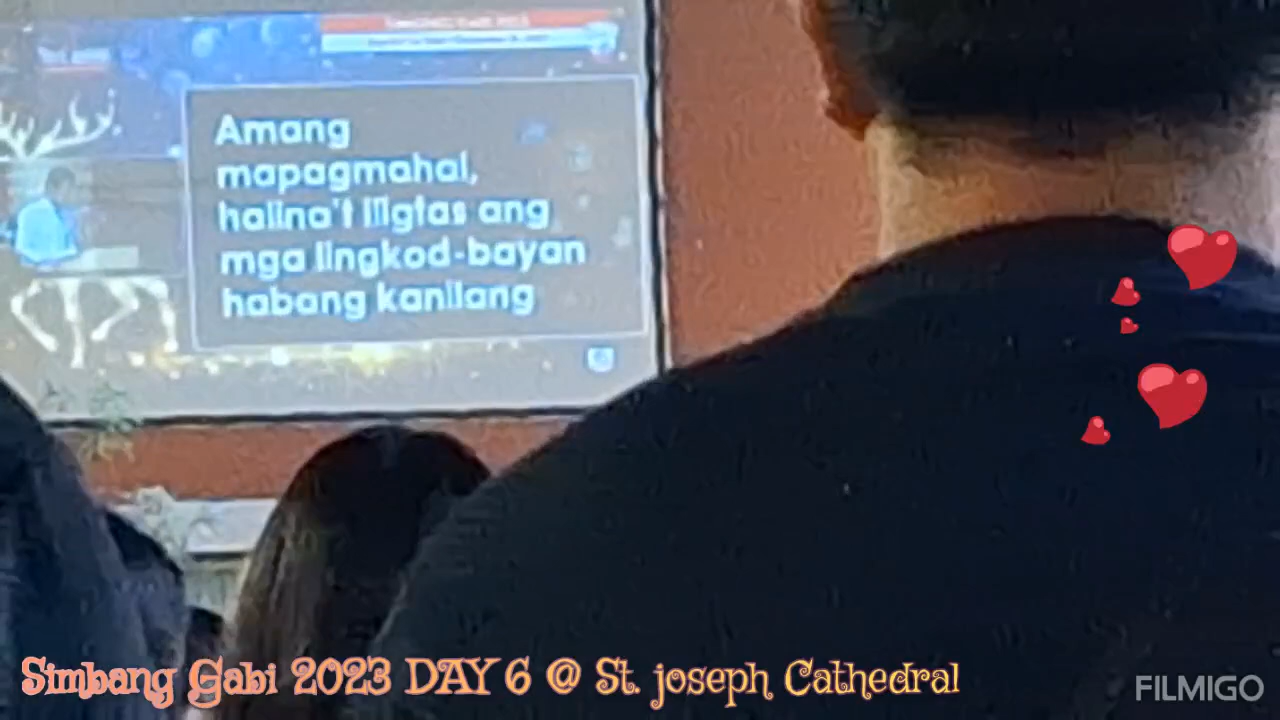 Amang
mapagmahal,
halina't iligtas ang
mga lingkod-bayan
habang kanilang
Simbang Gabi 2023 DAY 6 @ St. joseph Cathedral
FILMIGO